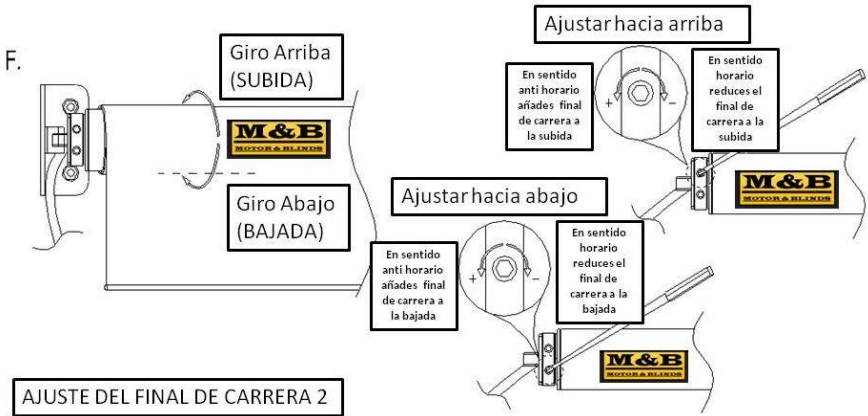 F.
Giro Arriba
(SUBIDA)
M&B
MOTOR & BLINDS
Giro Abajo
(BAJADA)
Ajustar hacia arriba
En sentido
anti horario
añades final
de carrera a
la subida
+
-
En sentido
horario
reduces el
final de
carrera a la
subida
M&B
MOTOR & BLINDS
Ajustar hacia abajo
En sentido
anti horario
añades final
de carrera a
la bajada
+
-
En sentido
horario
reduces el
final de
carrera a la
bajada
M&B
MOTOR & BLINDS
AJUSTE DEL FINAL DE CARRERA 2